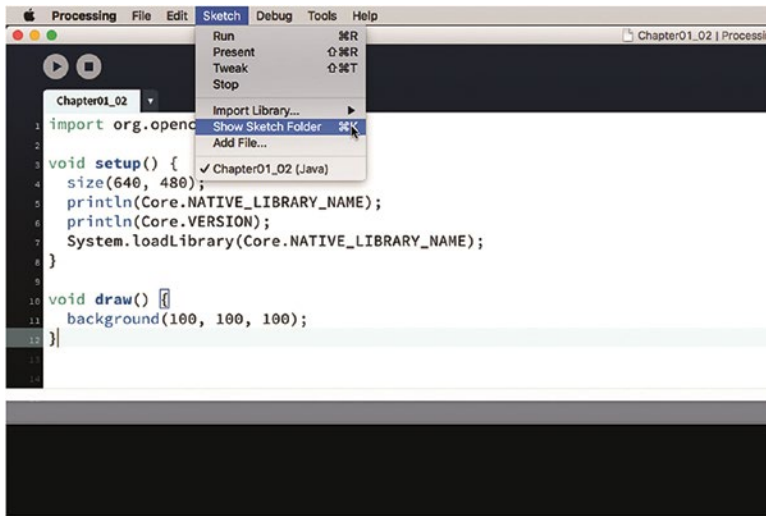 Processing File Edit Sketch Debug Tools Help
Chapter01_02 | Processi
Run ⌘R
Present ⇧⌘R
Tweak ⇧⌘T
Stop
Import Library... ▶
Show Sketch Folder ⌘K
Add File...
✓ Chapter01_02 (Java)
Chapter01_02 ▼
1 import org.openc
2
3 void setup() {
4 size(640, 480);
5 println(Core.NATIVE_LIBRARY_NAME);
6 println(Core.VERSION);
7 System.loadLibrary(Core.NATIVE_LIBRARY_NAME);
8 }
9
10 void draw() {
11 background(100, 100, 100);
12 }
13
14